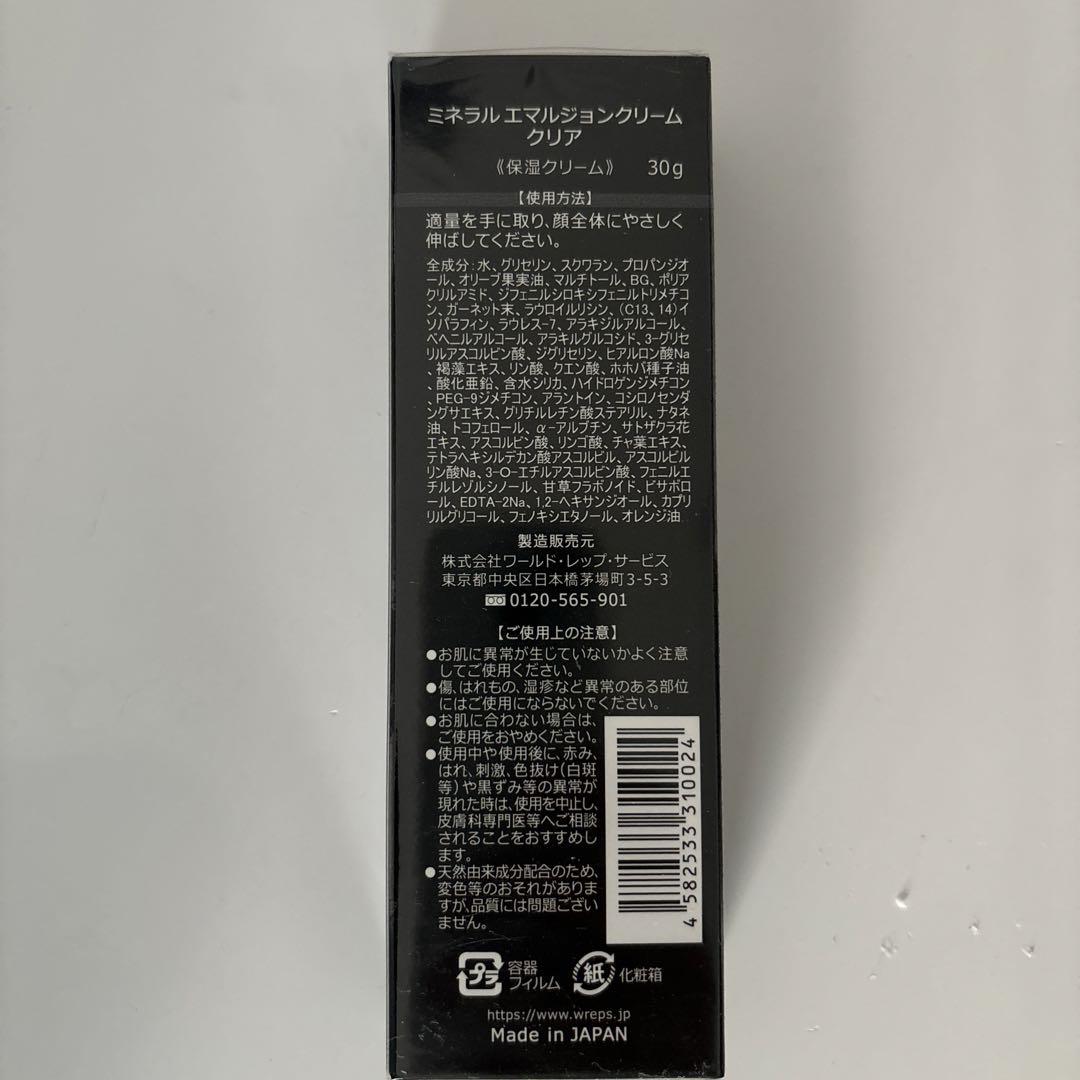 ミネラル エマルジョンクリーム
クリア
《保湿クリーム》 30g
【使用方法】
適量を手に取り、顔全体にやさしく
伸ばしてください。
全成分:水、グリセリン、スクワラン、プロパンジオ
ール、オリーブ果実油、マルチトール、BG、ポリア
クリルアミド、ジフェニルシロキシフェニルトリメチコ
ン、ガーネット末、ラウロイルリシン、(C13, 14)イ
ソパラフィン、ラウレス-7、アラキジルアルコール、
ベヘニルアルコール、アラキルグルコシド、3-グリセ
リルアスコルビン酸、ジグリセリン、ヒアルロン酸Na
、褐藻エキス、リン酸、クエン酸、ホホバ種子油
、酸化亜鉛、含水シリカ、ハイドロゲンジメチコン
、PEG-9ジメチコン、アラントイン、コシロノセンダ
ングサエキス、グリチルレチン酸ステアリル、ナタネ
油、トコフェロール、α-アルブチン、サトザクラ花
エキス、アスコルビン酸、リンゴ酸、チャ葉エキス、
テトラヘキシルデカン酸アスコルビル、アスコルビル
リン酸Na、3-O-エチルアスコルビン酸、フェニルエ
チルレゾルシノール、甘草フラボノイド、ビサボロ
ール、EDTA-2Na、1,2-ヘキサンジオール、カプリ
リルグリコール、フェノキシエタノール、オレンジ油
製造販売元
株式会社ワールド・レップ・サービス
東京都中央区日本橋茅場町3-5-3
0120-565-901
【ご使用上の注意】
●お肌に異常が生じていないかよく注意
してご使用ください。
●傷、はれもの、湿疹など異常のある部位
にはご使用にならないでください。
●お肌に合わない場合は、
ご使用をおやめください。
●使用中や使用後に、赤み、
はれ、刺激、色抜け(白斑
等)や黒ずみ等の異常が
現れた時は、使用を中止し、
皮膚科専門医等へご相談
されることをおすすめし
ます。
●天然由来成分配合のため、
変色等のおそれがありま
すが、品質には問題ござい
ません。
4 582533 310024
プラ 容器
フィルム
紙 化粧箱
https://www.wreps.jp
Made in JAPAN